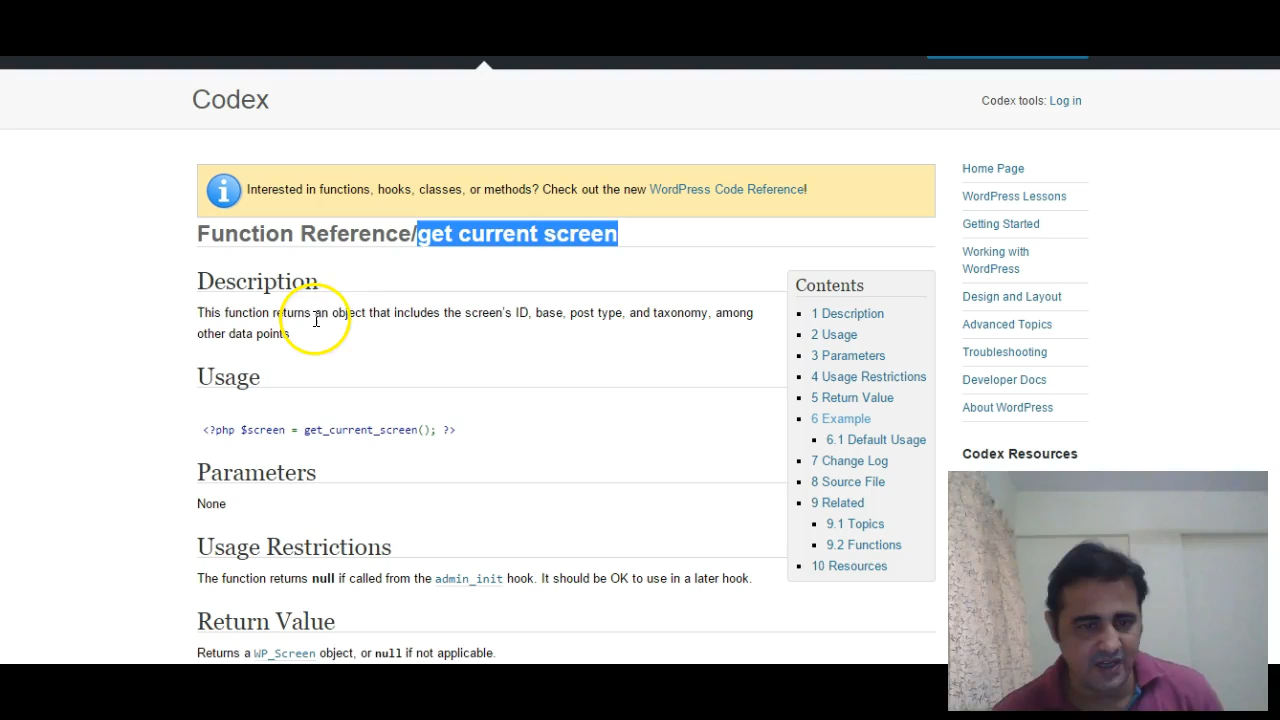 Codex
Codex tools: Log in
Interested in functions, hooks, classes, or methods? Check out the new WordPress Code Reference!
Function Reference/get current screen
Description
This function returns an object that includes the screen's ID, base, post type, and taxonomy, among
other data points
Usage
<?php $screen = get_current_screen(); ?>
Parameters
None
Usage Restrictions
The function returns null if called from the admin_init hook. It should be OK to use in a later hook.
Return Value
Returns a WP_Screen object, or null if not applicable.
Contents
1 Description
2 Usage
3 Parameters
4 Usage Restrictions
5 Return Value
6 Example
6.1 Default Usage
7 Change Log
8 Source File
9 Related
9.1 Topics
9.2 Functions
10 Resources
Home Page
WordPress Lessons
Getting Started
Working with
WordPress
Design and Layout
Advanced Topics
Troubleshooting
Developer Docs
About WordPress
Codex Resources